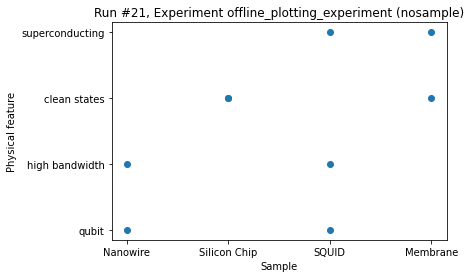 Run #21, Experiment offline_plotting_experiment (nosample)
superconducting
clean states
high bandwidth
qubit
Physical feature
Nanowire Silicon Chip SQUID Membrane
Sample